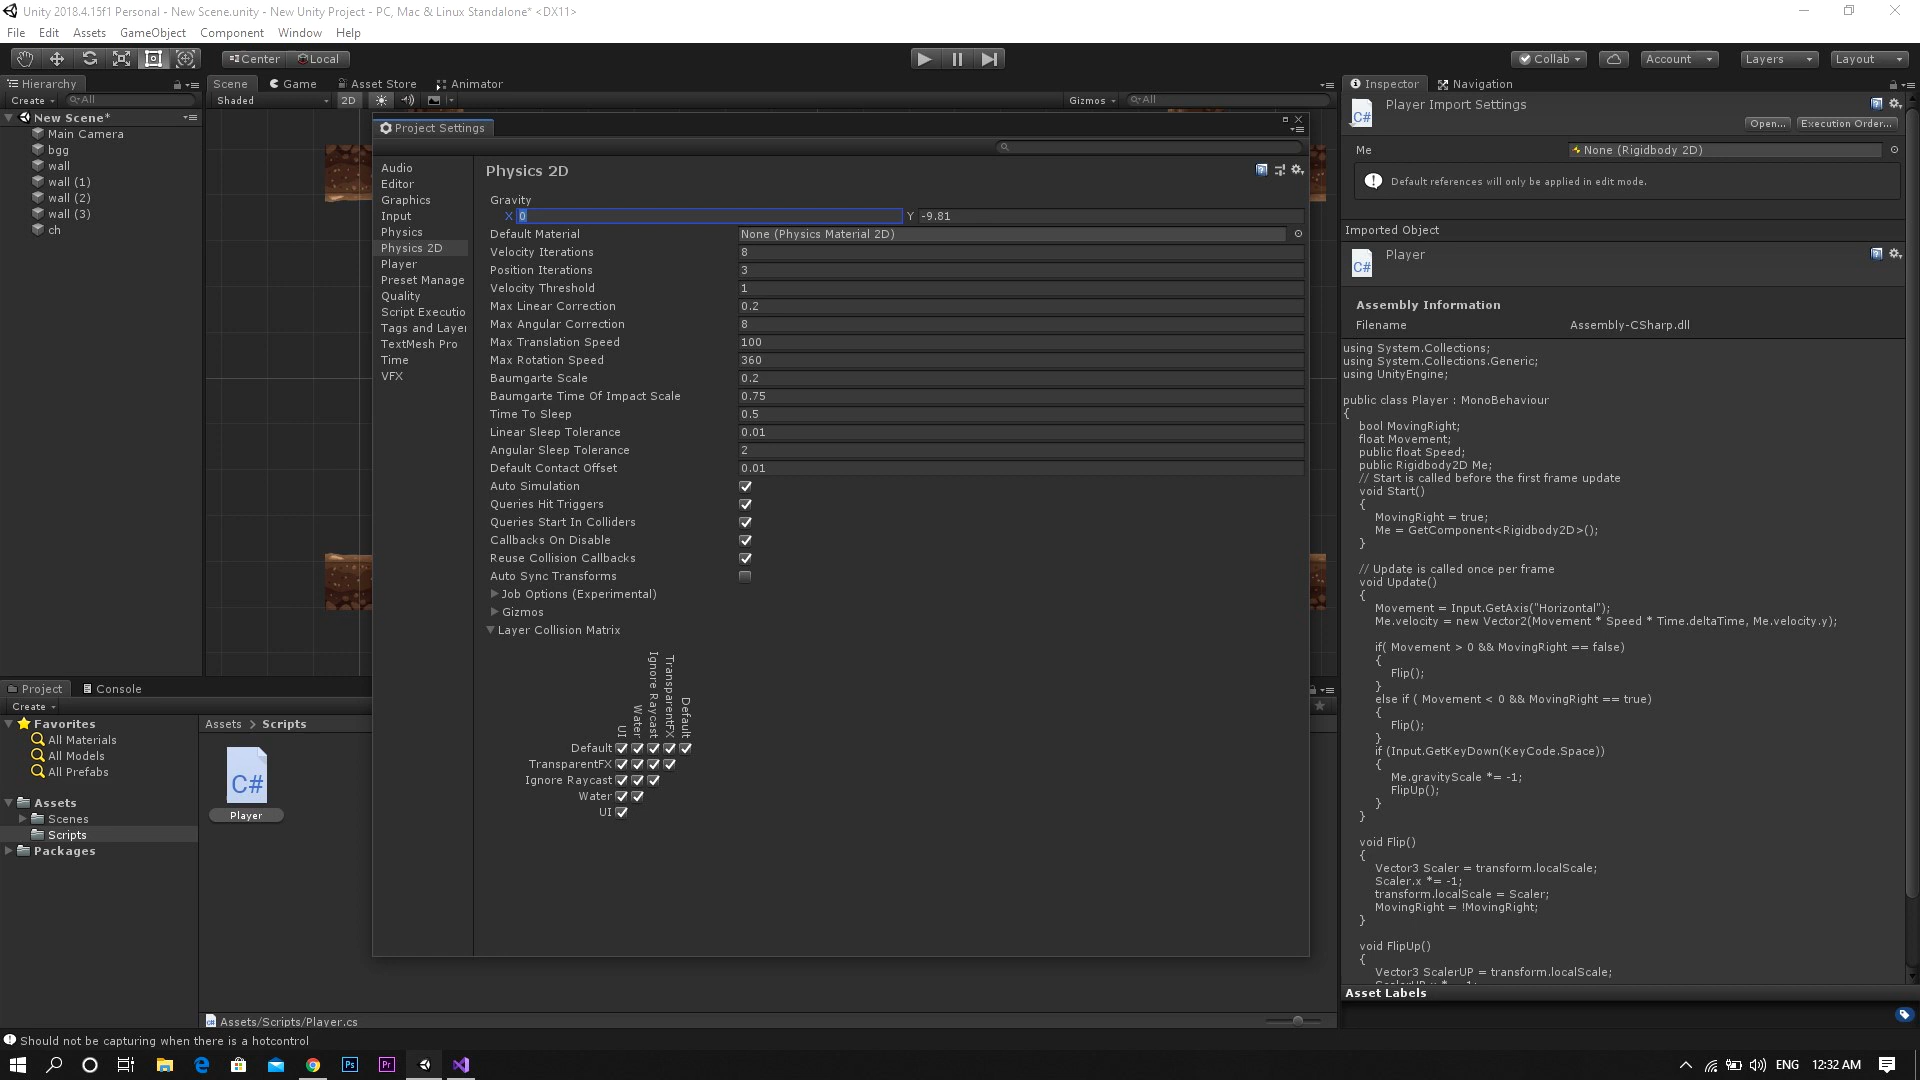 Unity 2018.4.15f1 Personal - New Scene.unity - New Unity Project - PC, Mac & Linux Standalone* <DX11>
File Edit Assets GameObject Component Window Help
Center Local Collab Account Layers Layout
Hierarchy
Create All
New Scene*
Main Camera
bgg
wall
wall (1)
wall (2)
wall (3)
ch
Scene Game Asset Store Animator
Shaded 2D Gizmos All
Project Settings
Audio
Editor
Graphics
Input
Physics
Physics 2D
Player
Preset Manage
Quality
Script Executio
Tags and Layer
TextMesh Pro
Time
VFX
Physics 2D
Gravity
X 0 Y -9.81
Default Material None (Physics Material 2D)
Velocity Iterations 8
Position Iterations 3
Velocity Threshold 1
Max Linear Correction 0.2
Max Angular Correction 8
Max Translation Speed 100
Max Rotation Speed 360
Baumgarte Scale 0.2
Baumgarte Time Of Impact Scale 0.75
Time To Sleep 0.5
Linear Sleep Tolerance 0.01
Angular Sleep Tolerance 2
Default Contact Offset 0.01
Auto Simulation
Queries Hit Triggers
Queries Start In Colliders
Callbacks On Disable
Reuse Collision Callbacks
Auto Sync Transforms
Job Options (Experimental)
Gizmos
Layer Collision Matrix
UI
Water
Ignore Raycast
TransparentFX
Default
Default
TransparentFX
Ignore Raycast
Water
UI
Inspector Navigation
Player Import Settings
C#
Open... Execution Order...
Me None (Rigidbody 2D)
Default references will only be applied in edit mode.
Imported Object
Player
C#
Assembly Information
Filename Assembly-CSharp.dll
using System.Collections;
using System.Collections.Generic;
using UnityEngine;
public class Player : MonoBehaviour
{
bool MovingRight;
float Movement;
public float Speed;
public Rigidbody2D Me;
// Start is called before the first frame update
void Start()
{
MovingRight = true;
Me = GetComponent<Rigidbody2D>();
}
// Update is called once per frame
void Update()
{
Movement = Input.GetAxis("Horizontal");
Me.velocity = new Vector2(Movement * Speed * Time.deltaTime, Me.velocity.y);
if( Movement > 0 && MovingRight == false)
{
Flip();
}
else if ( Movement < 0 && MovingRight == true)
{
Flip();
}
if (Input.GetKeyDown(KeyCode.Space))
{
Me.gravityScale *= -1;
FlipUp();
}
}
void Flip()
{
Vector3 Scaler = transform.localScale;
Scaler.x *= -1;
transform.localScale = Scaler;
MovingRight = !MovingRight;
}
void FlipUp()
{
Vector3 ScalerUP = transform.localScale;
Asset Labels
Project Console
Create
Favorites
All Materials
All Models
All Prefabs
Assets
Scenes
Scripts
Packages
Assets > Scripts
C#
Player
Assets/Scripts/Player.cs
Should not be capturing when there is a hotcontrol
Ps Pr ENG 12:32 AM